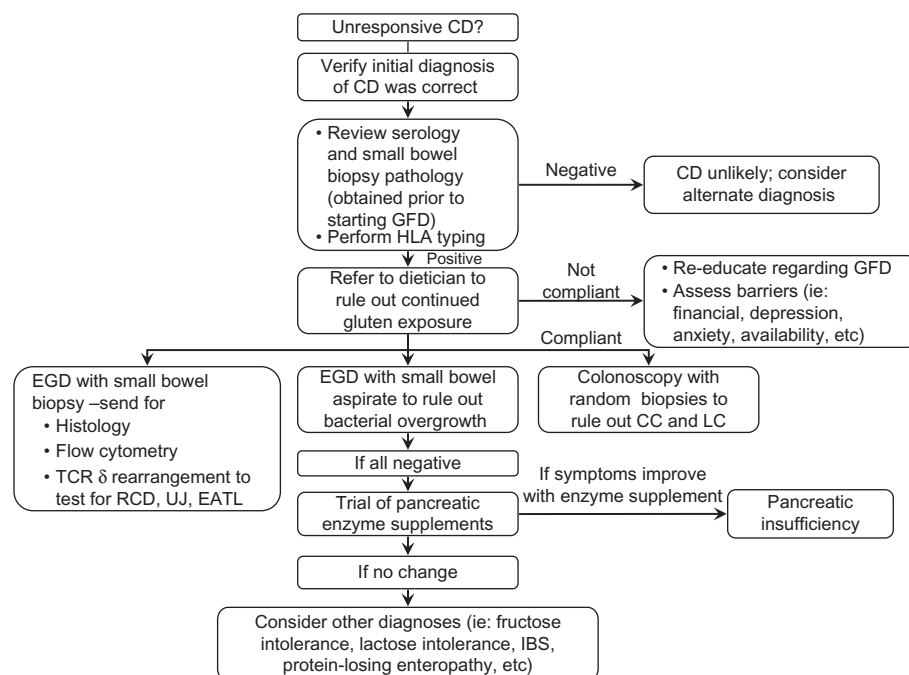 Unresponsive CD?
Verify initial diagnosis
of CD was correct
• Review serology
and small bowel
biopsy pathology
(obtained prior to
starting GFD)
• Perform HLA typing
Negative
CD unlikely; consider
alternate diagnosis
Positive
Refer to dietician to
rule out continued
gluten exposure
Not
compliant
• Re-educate regarding GFD
• Assess barriers (ie:
financial, depression,
anxiety, availability, etc)
Compliant
EGD with small bowel
biopsy –send for
• Histology
• Flow cytometry
• TCR δ rearrangement to
test for RCD, UJ, EATL
EGD with small bowel
aspirate to rule out
bacterial overgrowth
Colonoscopy with
random biopsies to
rule out CC and LC
If all negative
Trial of pancreatic
enzyme supplements
If symptoms improve
with enzyme supplement
Pancreatic
insufficiency
If no change
Consider other diagnoses (ie: fructose
intolerance, lactose intolerance, IBS,
protein-losing enteropathy, etc)